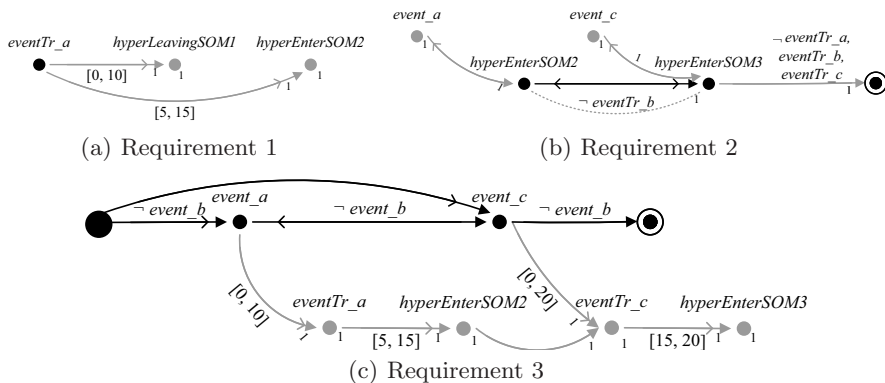 eventTr_a hyperLeavingSOM1 hyperEnterSOM2
[0, 10] 1 1 1 1
[5, 15]
(a) Requirement 1
event_a event_c
1 1
hyperEnterSOM2 hyperEnterSOM3
¬ eventTr_a,
eventTr_b,
eventTr_c
1 1 1 1
¬ eventTr_b
(b) Requirement 2
event_a event_c
¬ event_b ¬ event_b ¬ event_b
[0, 10] [0, 20]
eventTr_a hyperEnterSOM2 eventTr_c hyperEnterSOM3
1 1 1 1 1 1 1 1 1
[5, 15] [15, 20]
(c) Requirement 3